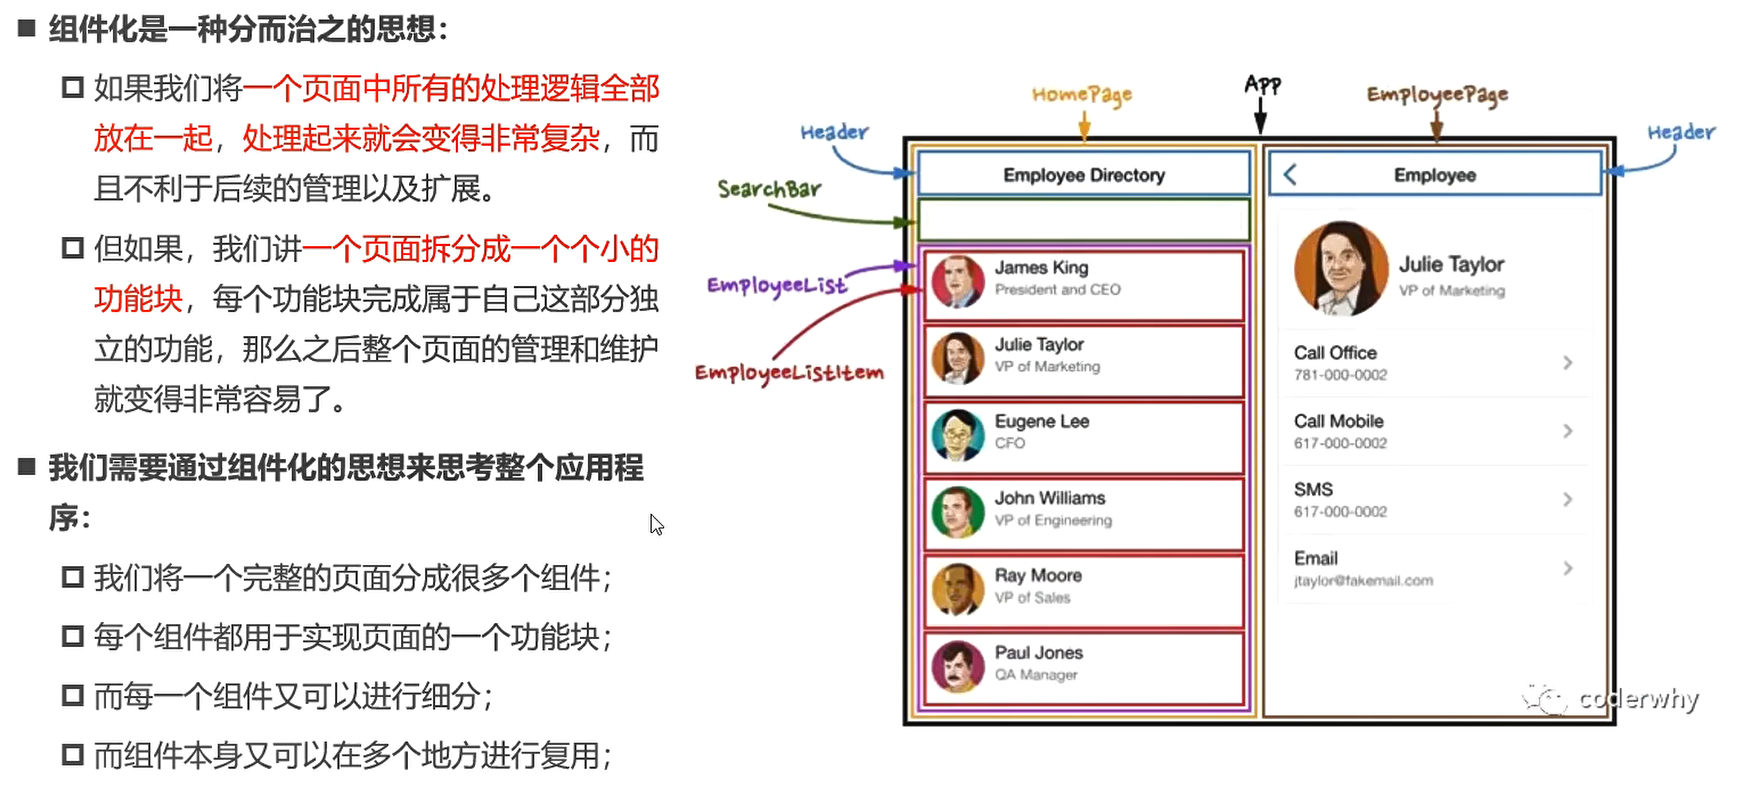 组件化是一种分而治之的思想：
如果我们将一个页面中所有的处理逻辑全部
放在一起，处理起来就会变得非常复杂，而
且不利于后续的管理以及扩展。
但如果，我们讲一个页面拆分成一个个小的
功能块，每个功能块完成属于自己这部分独
立的功能，那么之后整个页面的管理和维护
就变得非常容易了。
我们需要通过组件化的思想来思考整个应用程
序：
我们将一个完整的页面分成很多个组件；
每个组件都用于实现页面的一个功能块；
而每一个组件又可以进行细分；
而组件本身又可以在多个地方进行复用；
App
HomePage
EmployeePage
Header
Header
SearchBar
EmployeeList
EmployeeListItem
Employee Directory
James King
President and CEO
Julie Taylor
VP of Marketing
Eugene Lee
CFO
John Williams
VP of Engineering
Ray Moore
VP of Sales
Paul Jones
QA Manager
Employee
Julie Taylor
VP of Marketing
Call Office
781-000-0002
Call Mobile
617-000-0002
SMS
617-000-0002
Email
jtaylor@fakemail.com
coderwhy